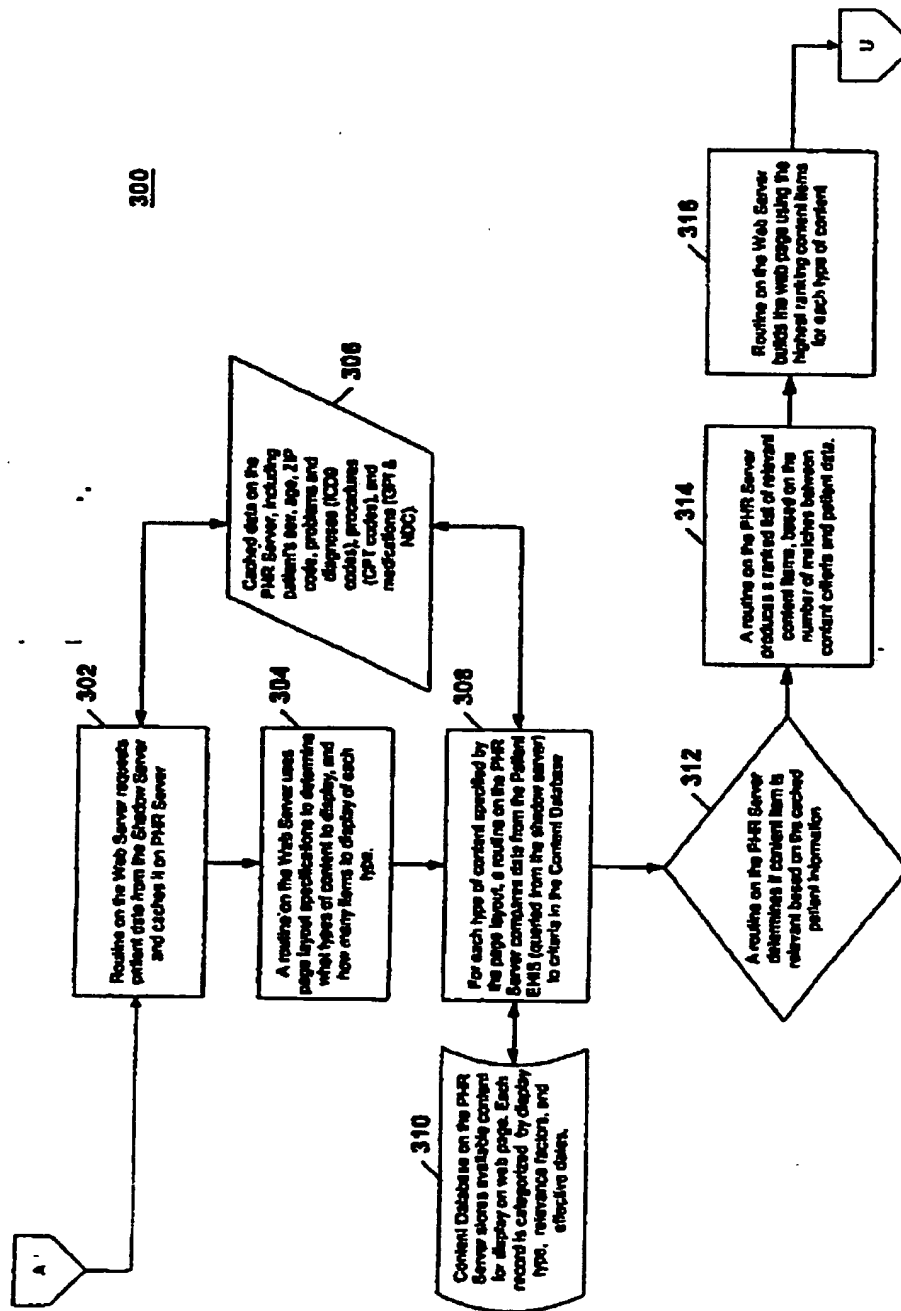 300
A
302
Routine on the Web Server requests
patient data from the Shadow Server
and caches it on PHR Server
304
A routine on the Web Server uses
page layout specifications to determine
what types of content to display, and
how many items to display of each
type.
306
Cached data on the
PHR Server, including
patient's sex, age, ZIP
code, problems and
diagnoses (ICD9
codes), procedures
(CPT codes), and
medications (GPI &
NDC).
308
For each type of content specified by
the page layout, a routine on the PHR
Server compares data from the Patient
EHIS (queried from the shadow server)
to criteria in the Content Database
310
Content Database on the PHR
Server stores available content
for display on web page. Each
record is categorized by display
type, relevance factors, and
effective dates.
312
A routine on the PHR Server
determines if content item is
relevant based on the cached
patient information
314
A routine on the PHR Server
produces a ranked list of relevant
content items, based on the
number of matches between
content criteria and patient data.
316
Routine on the Web Server
builds the web page using the
highest ranking content items
for each type of content
U